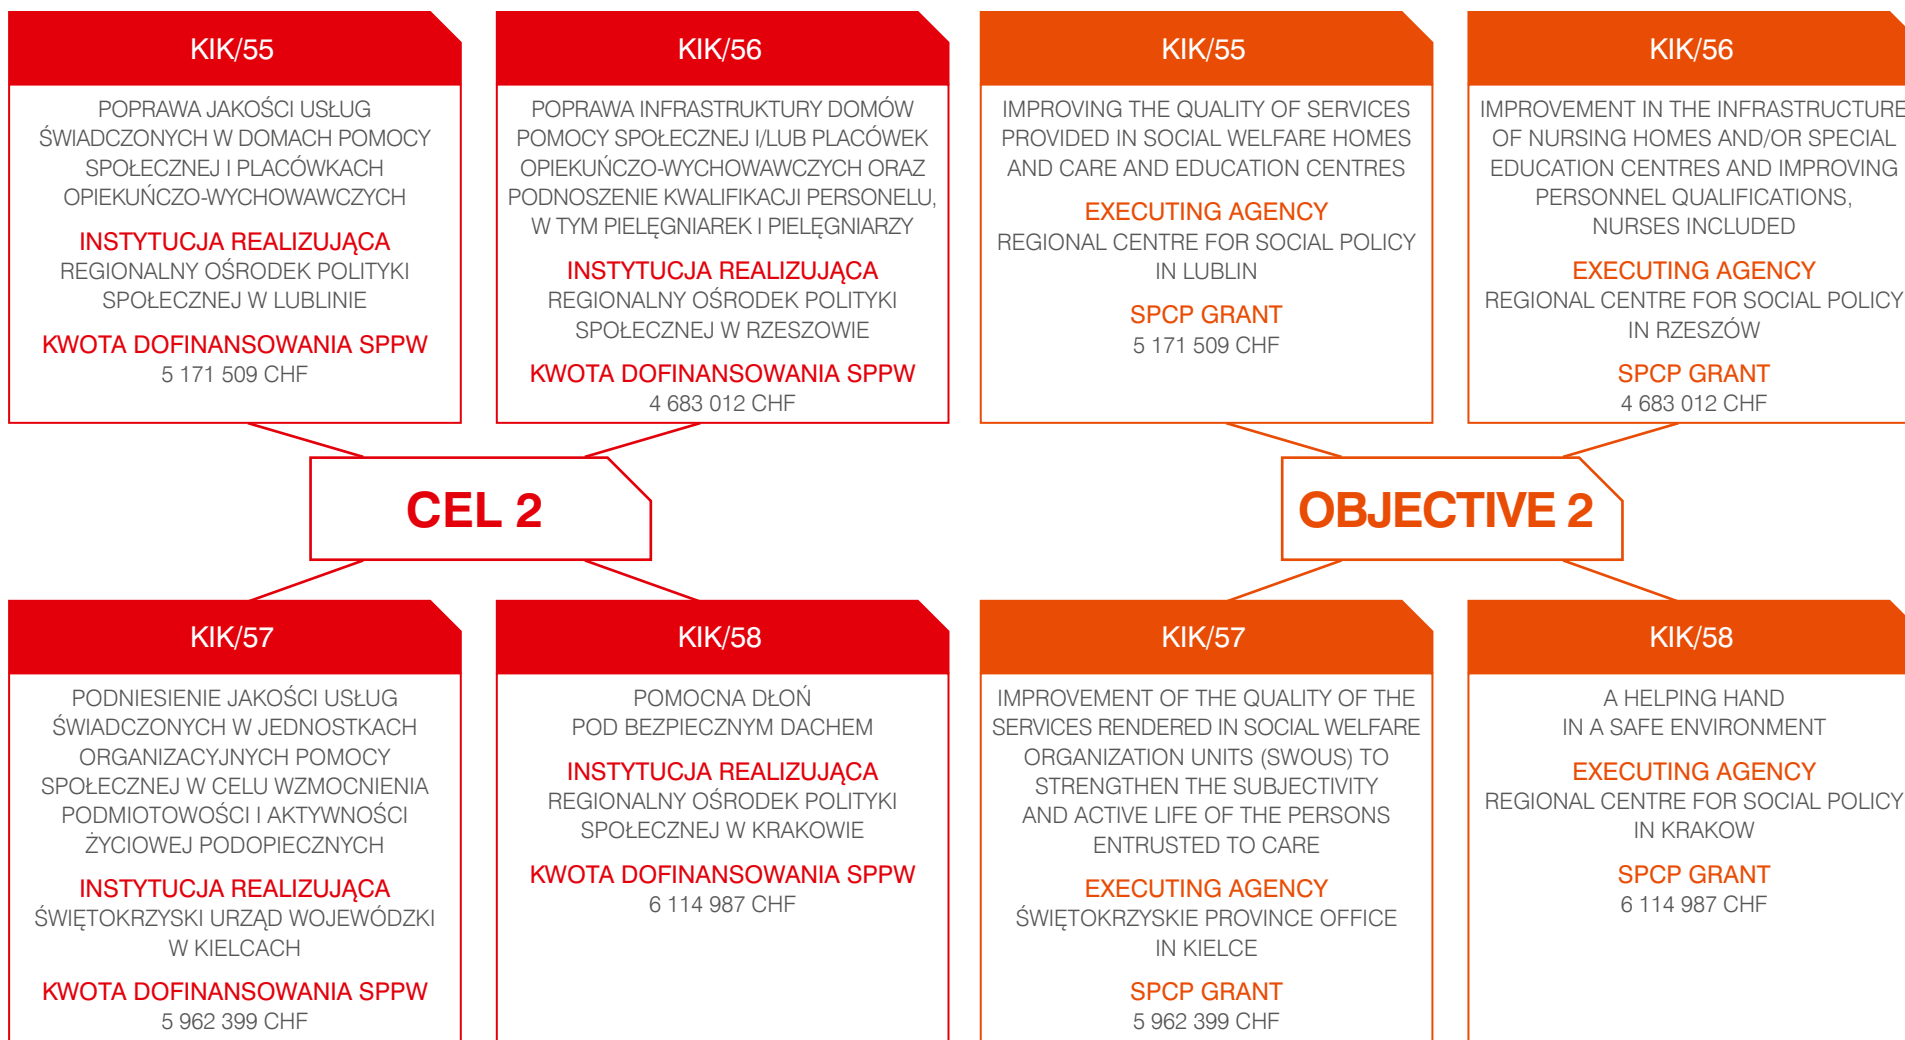 KIK/55
POPRAWA JAKOŚCI USŁUG
ŚWIADCZONYCH W DOMACH POMOCY
SPOŁECZNEJ I PLACÓWKACH
OPIEKUŃCZO-WYCHOWAWCZYCH
INSTYTUCJA REALIZUJĄCA
REGIONALNY OŚRODEK POLITYKI
SPOŁECZNEJ W LUBLINIE
KWOTA DOFINANSOWANIA SPPW
5 171 509 CHF
KIK/56
POPRAWA INFRASTRUKTURY DOMÓW
POMOCY SPOŁECZNEJ I/LUB PLACÓWEK
OPIEKUŃCZO-WYCHOWAWCZYCH ORAZ
PODNOSZENIE KWALIFIKACJI PERSONELU,
W TYM PIELĘGNIAREK I PIELĘGNIARZY
INSTYTUCJA REALIZUJĄCA
REGIONALNY OŚRODEK POLITYKI
SPOŁECZNEJ W RZESZOWIE
KWOTA DOFINANSOWANIA SPPW
4 683 012 CHF
CEL 2
KIK/57
PODNIESIENIE JAKOŚCI USŁUG
ŚWIADCZONYCH W JEDNOSTKACH
ORGANIZACYJNYCH POMOCY
SPOŁECZNEJ W CELU WZMOCNIENIA
PODMIOTOWOŚCI I AKTYWNOŚCI
ŻYCIOWEJ PODOPIECZNYCH
INSTYTUCJA REALIZUJĄCA
ŚWIĘTOKRZYSKI URZĄD WOJEWÓDZKI
W KIELCACH
KWOTA DOFINANSOWANIA SPPW
5 962 399 CHF
KIK/58
POMOCNA DŁOŃ
POD BEZPIECZNYM DACHEM
INSTYTUCJA REALIZUJĄCA
REGIONALNY OŚRODEK POLITYKI
SPOŁECZNEJ W KRAKOWIE
KWOTA DOFINANSOWANIA SPPW
6 114 987 CHF
KIK/55
IMPROVING THE QUALITY OF SERVICES
PROVIDED IN SOCIAL WELFARE HOMES
AND CARE AND EDUCATION CENTRES
EXECUTING AGENCY
REGIONAL CENTRE FOR SOCIAL POLICY
IN LUBLIN
SPCP GRANT
5 171 509 CHF
KIK/56
IMPROVEMENT IN THE INFRASTRUCTURE
OF NURSING HOMES AND/OR SPECIAL
EDUCATION CENTRES AND IMPROVING
PERSONNEL QUALIFICATIONS,
NURSES INCLUDED
EXECUTING AGENCY
REGIONAL CENTRE FOR SOCIAL POLICY
IN RZESZÓW
SPCP GRANT
4 683 012 CHF
OBJECTIVE 2
KIK/57
IMPROVEMENT OF THE QUALITY OF THE
SERVICES RENDERED IN SOCIAL WELFARE
ORGANIZATION UNITS (SWOUS) TO
STRENGTHEN THE SUBJECTIVITY
AND ACTIVE LIFE OF THE PERSONS
ENTRUSTED TO CARE
EXECUTING AGENCY
ŚWIĘTOKRZYSKIE PROVINCE OFFICE
IN KIELCE
SPCP GRANT
5 962 399 CHF
KIK/58
A HELPING HAND
IN A SAFE ENVIRONMENT
EXECUTING AGENCY
REGIONAL CENTRE FOR SOCIAL POLICY
IN KRAKOW
SPCP GRANT
6 114 987 CHF